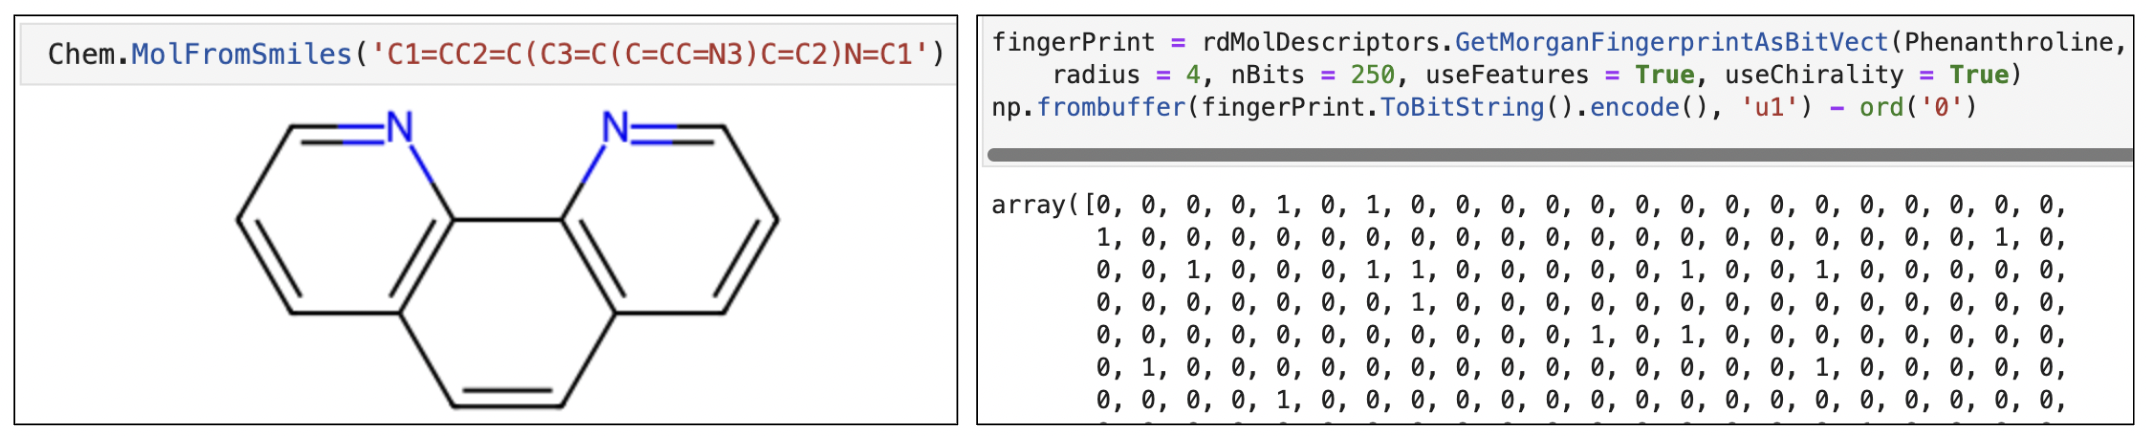 Chem.MolFromSmiles('C1=CC2=C(C3=C(C=CC=N3)C=C2)N=C1')
N
N
fingerPrint = rdMolDescriptors.GetMorganFingerprintAsBitVect(Phenanthroline,
radius = 4, nBits = 250, useFeatures = True, useChirality = True)
np.frombuffer(fingerPrint.ToBitString().encode(), 'u1') - ord('0')
array([0, 0, 0, 0, 1, 0, 1, 0, 0, 0, 0, 0, 0, 0, 0, 0, 0, 0, 0, 0, 0, 0,
1, 0, 0, 0, 0, 0, 0, 0, 0, 0, 0, 0, 0, 0, 0, 0, 0, 0, 0, 0, 1, 0,
0, 0, 1, 0, 0, 0, 1, 1, 0, 0, 0, 0, 0, 1, 0, 0, 1, 0, 0, 0, 0, 0,
0, 0, 0, 0, 0, 0, 0, 1, 0, 0, 0, 0, 0, 0, 0, 0, 0, 0, 0, 0, 0, 0,
0, 0, 0, 0, 0, 0, 0, 0, 0, 0, 0, 1, 0, 1, 0, 0, 0, 0, 0, 0, 0, 0,
0, 1, 0, 0, 0, 0, 0, 0, 0, 0, 0, 0, 0, 0, 0, 0, 1, 0, 0, 0, 0, 0,
0, 0, 0, 0, 1, 0, 0, 0, 0, 0, 0, 0, 0, 0, 0, 0, 0, 0, 0, 0, 0, 0,